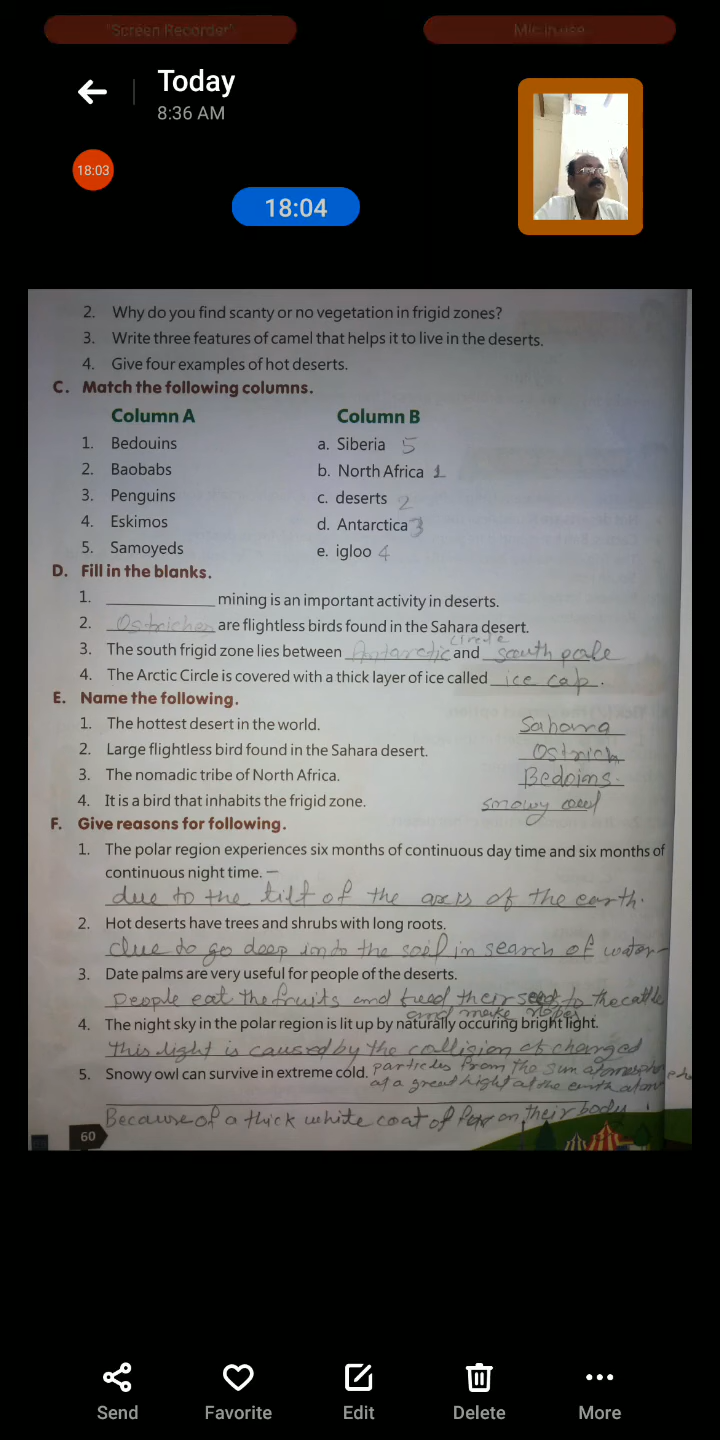 "Screen Recorder"
Mic in use
Today
8:36 AM
18:03
18:04
2. Why do you find scanty or no vegetation in frigid zones?
3. Write three features of camel that helps it to live in the deserts.
4. Give four examples of hot deserts.
C. Match the following columns.
Column A Column B
1. Bedouins a. Siberia 5
2. Baobabs b. North Africa 1
3. Penguins c. deserts 2
4. Eskimos d. Antarctica 3
5. Samoyeds e. igloo 4
D. Fill in the blanks.
1. ____________ mining is an important activity in deserts.
2. Ostriches are flightless birds found in the Sahara desert.
circle
3. The south frigid zone lies between Antarctic and south pole
4. The Arctic Circle is covered with a thick layer of ice called ice cap.
E. Name the following.
1. The hottest desert in the world. Saharra
2. Large flightless bird found in the Sahara desert. Ostrich
3. The nomadic tribe of North Africa. Bedoims.
4. It is a bird that inhabits the frigid zone. snowy owl
F. Give reasons for following.
1. The polar region experiences six months of continuous day time and six months of
continuous night time. –
due to the tilt of the axis of the earth.
2. Hot deserts have trees and shrubs with long roots.
due to go deep into the soil in search of water
3. Date palms are very useful for people of the deserts.
People eat the fruits and feed their seeds to the cattle
and make ropes
4. The night sky in the polar region is lit up by naturally occuring bright light.
This light is caused by the collision of charged
5. Snowy owl can survive in extreme cold. particles from the sun
at a great hight at the earth
Because of a thick white coat of fur on their body.
60
Send
Favorite
Edit
Delete
More